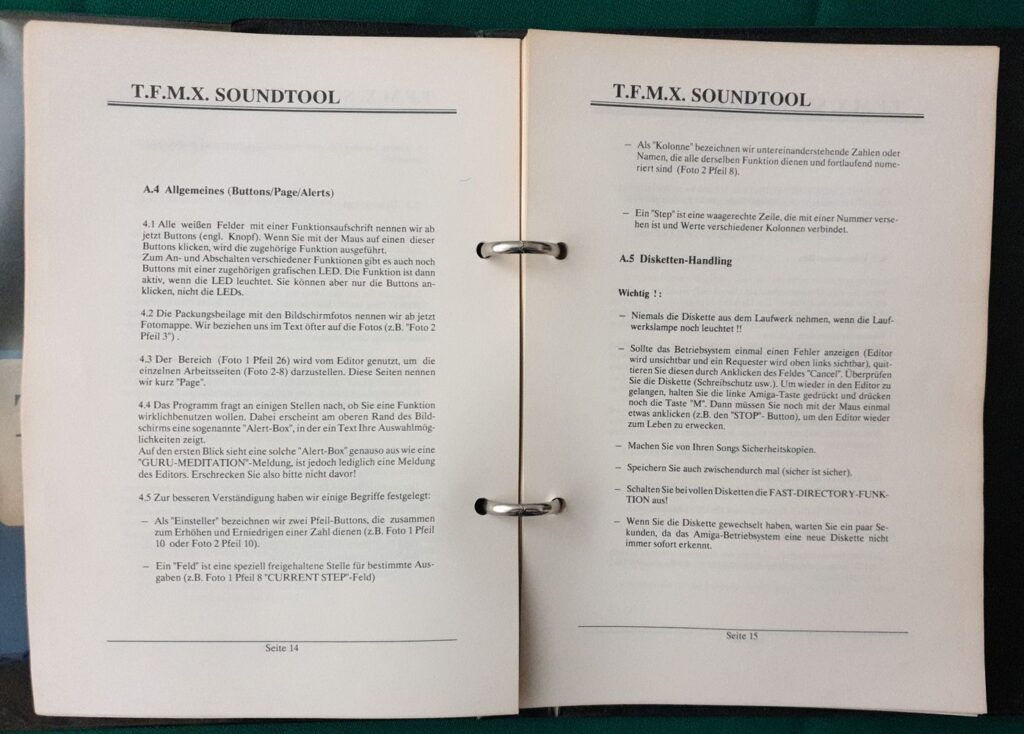 T.F.M.X. SOUNDTOOL
A.4 Allgemeines (Buttons/Page/Alerts)
4.1 Alle weißen Felder mit einer Funktionsaufschrift nennen wir ab
jetzt Buttons (engl. Knopf). Wenn Sie mit der Maus auf einen dieser
Buttons klicken, wird die zugehörige Funktion ausgeführt.
Zum An- und Abschalten verschiedener Funktionen gibt es auch noch
Buttons mit einer zugehörigen grafischen LED. Die Funktion ist dann
aktiv, wenn die LED leuchtet. Sie können aber nur die Buttons an-
klicken, nicht die LEDs.
4.2 Die Packungsbeilage mit den Bildschirmfotos nennen wir ab jetzt
Fotomappe. Wir beziehen uns im Text öfter auf die Fotos (z.B. "Foto 2
Pfeil 3") .
4.3 Der Bereich (Foto 1 Pfeil 26) wird vom Editor genutzt, um die
einzelnen Arbeitsseiten (Foto 2-8) darzustellen. Diese Seiten nennen
wir kurz "Page".
4.4 Das Programm fragt an einigen Stellen nach, ob Sie eine Funktion
wirklichbenutzen wollen. Dabei erscheint am oberen Rand des Bild-
schirms eine sogenannte "Alert-Box", in der ein Text Ihre Auswahlmög-
lichkeiten zeigt.
Auf den ersten Blick sieht eine solche "Alert-Box" genauso aus wie eine
"GURU-MEDITATION"-Meldung, ist jedoch lediglich eine Meldung
des Editors. Erschrecken Sie also bitte nicht davor!
4.5 Zur besseren Verständigung haben wir einige Begriffe festgelegt:
– Als "Einsteller" bezeichnen wir zwei Pfeil-Buttons, die zusammen
zum Erhöhen und Erniedrigen einer Zahl dienen (z.B. Foto 1 Pfeil
10 oder Foto 2 Pfeil 10).
– Ein "Feld" ist eine speziell freigehaltene Stelle für bestimmte Aus-
gaben (z.B. Foto 1 Pfeil 8 "CURRENT STEP"-Feld)
Seite 14
T.F.M.X. SOUNDTOOL
– Als "Kolonne" bezeichnen wir untereinanderstehende Zahlen oder
Namen, die alle derselben Funktion dienen und fortlaufend nume-
riert sind (Foto 2 Pfeil 8).
– Ein "Step" ist eine waagerechte Zeile, die mit einer Nummer verse-
hen ist und Werte verschiedener Kolonnen verbindet.
A.5 Disketten-Handling
Wichtig ! :
– Niemals die Diskette aus dem Laufwerk nehmen, wenn die Lauf-
werkslampe noch leuchtet !!
– Sollte das Betriebsystem einmal einen Fehler anzeigen (Editor
wird unsichtbar und ein Requester wird oben links sichtbar), quit-
tieren Sie diesen durch Anklicken des Feldes "Cancel". Überprüfen
Sie die Diskette (Schreibschutz usw.). Um wieder in den Editor zu
gelangen, halten Sie die linke Amiga-Taste gedrückt und drücken
noch die Taste "M". Dann müssen Sie noch mit der Maus einmal
etwas anklicken (z.B. den "STOP"- Button), um den Editor wieder
zum Leben zu erwecken.
– Machen Sie von Ihren Songs Sicherheitskopien.
– Speichern Sie auch zwischendurch mal (sicher ist sicher).
– Schalten Sie bei vollen Disketten die FAST-DIRECTORY-FUNK-
TION aus!
– Wenn Sie die Diskette gewechselt haben, warten Sie ein paar Se-
kunden, da das Amiga-Betriebsystem eine neue Diskette nicht
immer sofort erkennt.
Seite 15